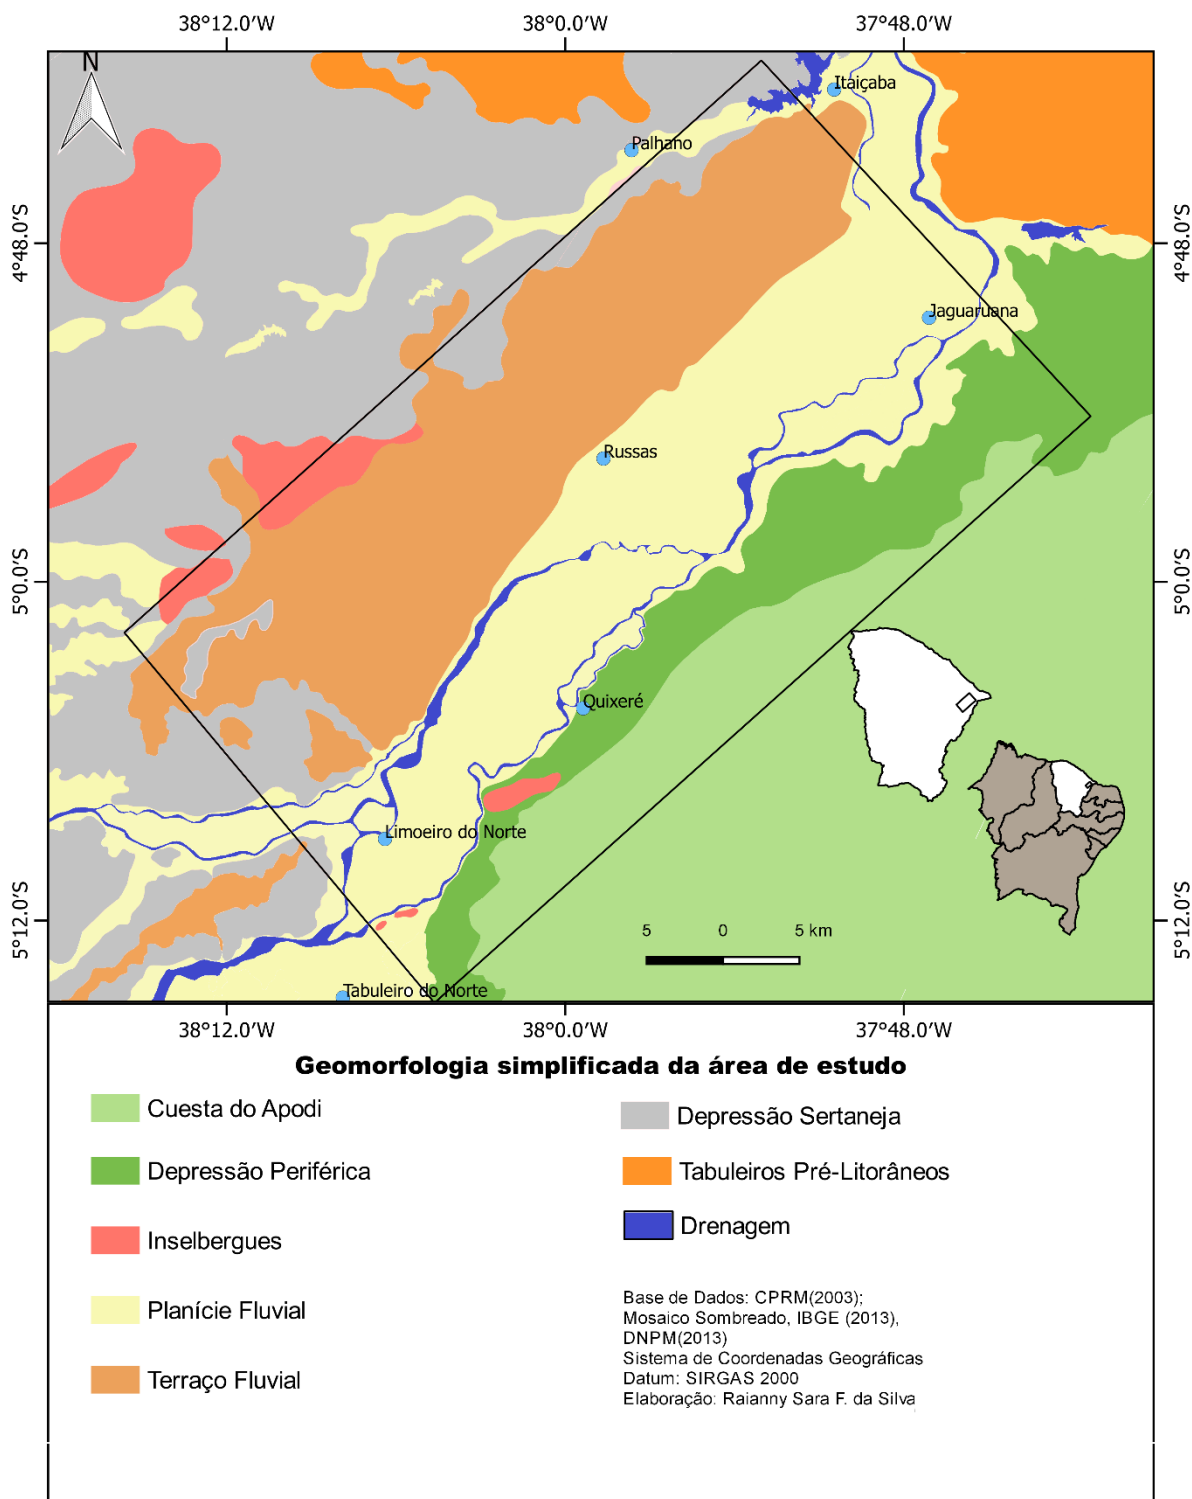 38°12.0′W
38°0.0′W
37°48.0′W
N
Itaiçaba
Palhano
4°48.0′S
4°48.0′S
Jaguaruana
Russas
5°0.0′S
5°0.0′S
Quixeré
Limoeiro do Norte
5°12.0′S
5°12.0′S
5
0
5 km
Tabuleiro do Norte
38°12.0′W
38°0.0′W
37°48.0′W
Geomorfologia simplificada da área de estudo
Cuesta do Apodi
Depressão Periférica
Inselbergues
Planície Fluvial
Terraço Fluvial
Depressão Sertaneja
Tabuleiros Pré-Litorâneos
Drenagem
Base de Dados: CPRM(2003);
Mosaico Sombreado, IBGE (2013),
DNPM(2013)
Sistema de Coordenadas Geográficas
Datum: SIRGAS 2000
Elaboração: Raianny Sara F. da Silva